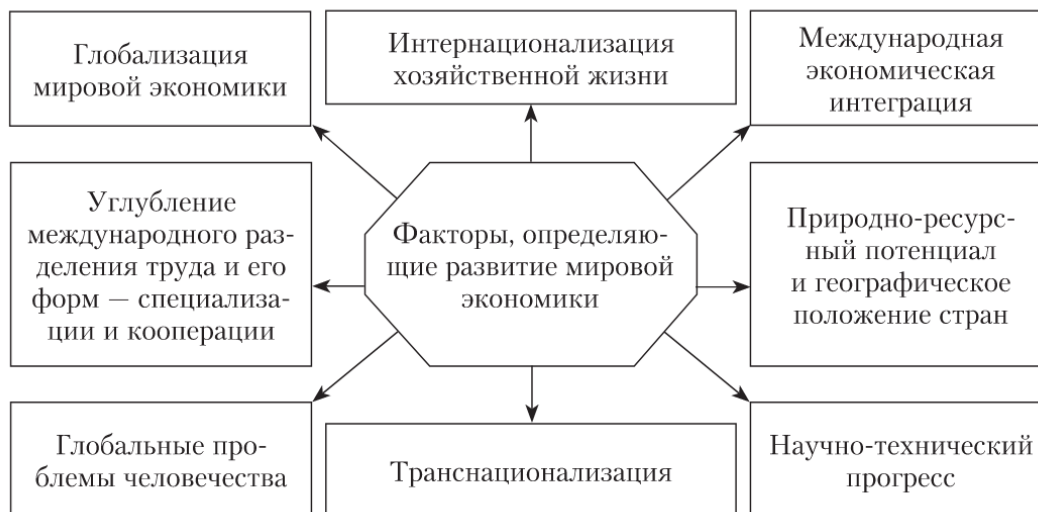 Глобализация
мировой экономики
Интернационализация
хозяйственной жизни
Международная
экономическая
интеграция
Углубление
международного раз-
деления труда и его
форм — специализа-
ции и кооперации
Факторы, определяю-
щие развитие мировой
экономики
Природно-ресурс-
ный потенциал
и географическое
положение стран
Глобальные про-
блемы человечества
Транснационализация
Научно-технический
прогресс